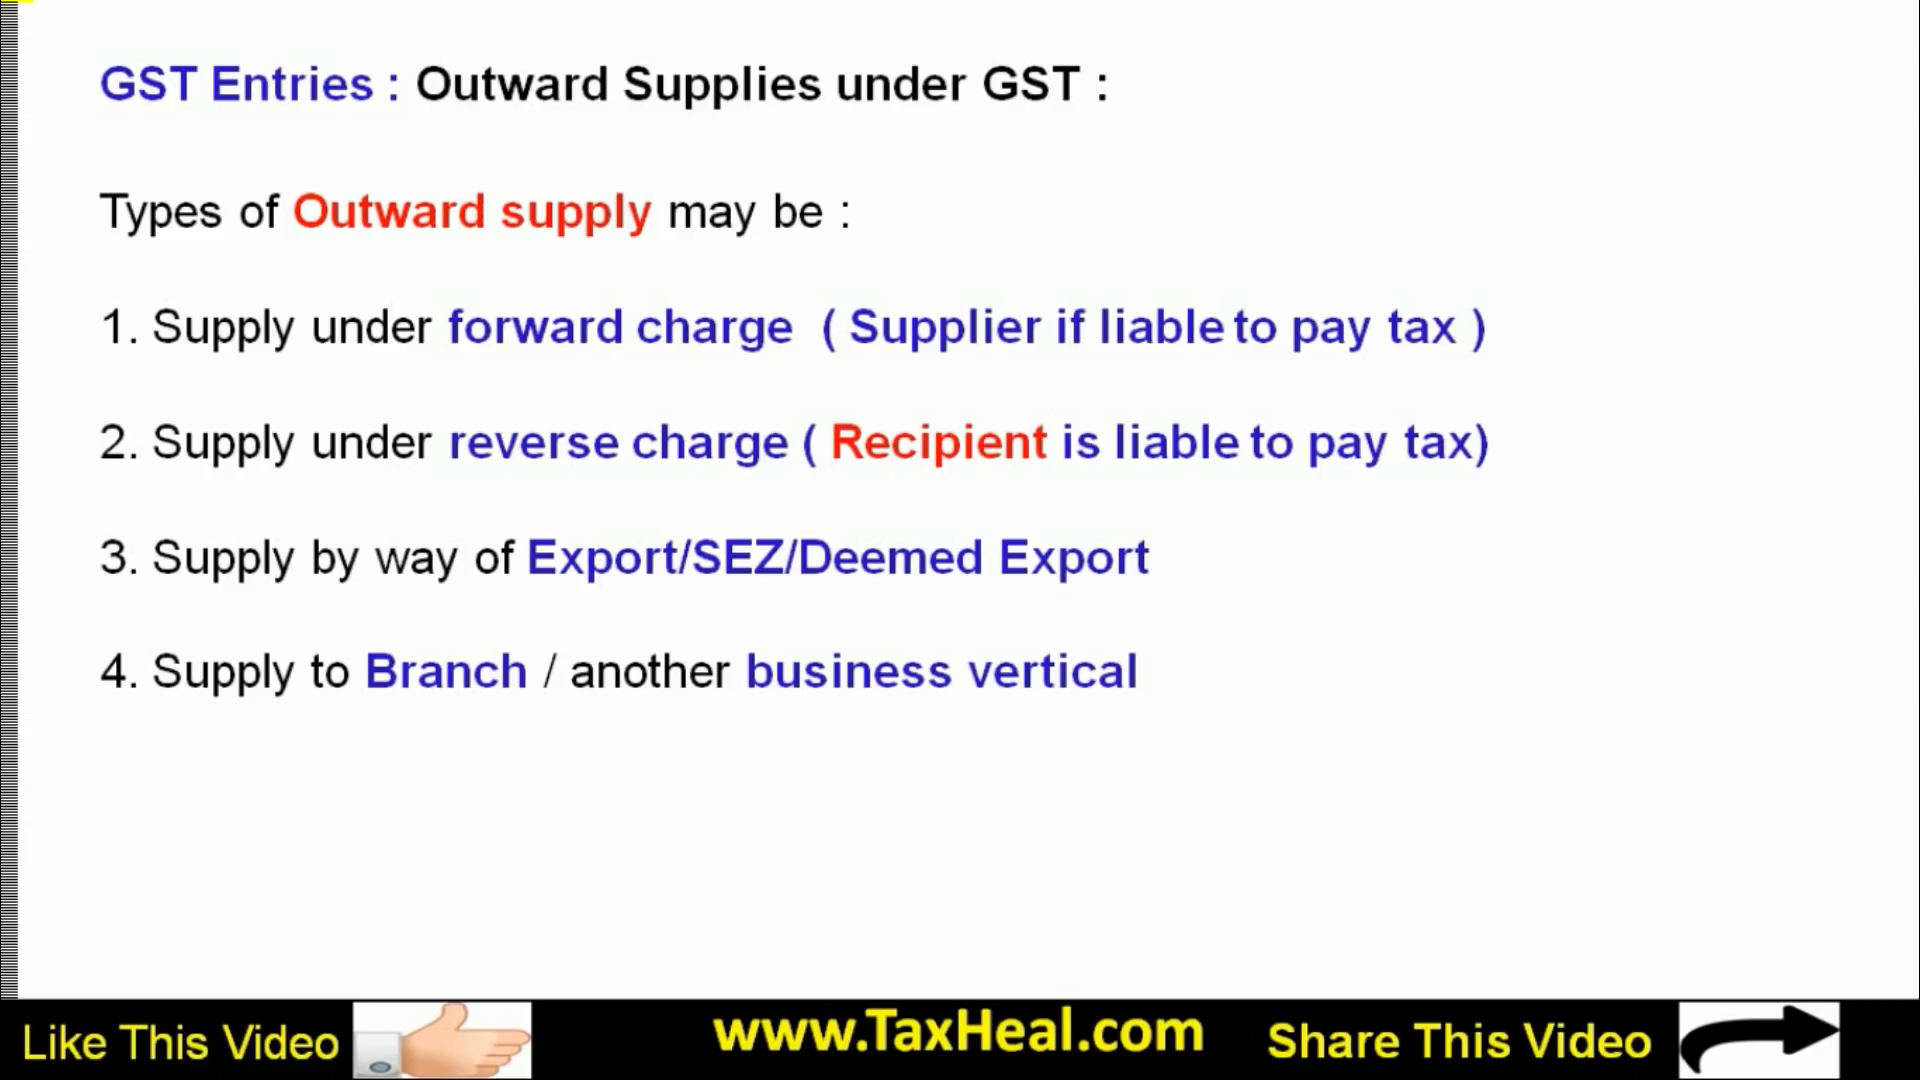 GST Entries : Outward Supplies under GST :
Types of Outward supply may be :
1. Supply under forward charge ( Supplier if liable to pay tax )
2. Supply under reverse charge ( Recipient is liable to pay tax)
3. Supply by way of Export/SEZ/Deemed Export
4. Supply to Branch / another business vertical
Like This Video
www.TaxHeal.com
Share This Video